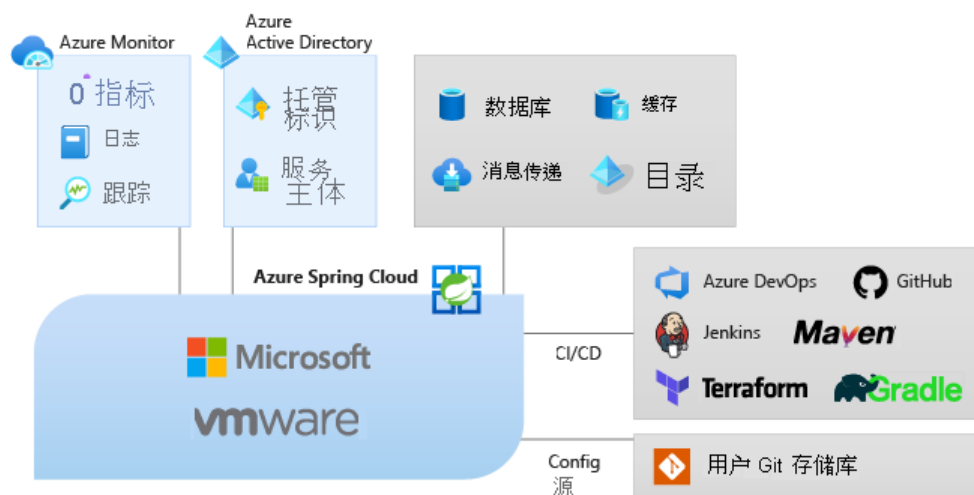 Azure Monitor
0 指标
日志
跟踪
Azure
Active Directory
托管
标识
服务
主体
数据库
缓存
消息传递
目录
Azure Spring Cloud
Microsoft
vmware
CI/CD
Azure DevOps
GitHub
Jenkins
Maven
Terraform
Gradle
Config
源
用户 Git 存储库